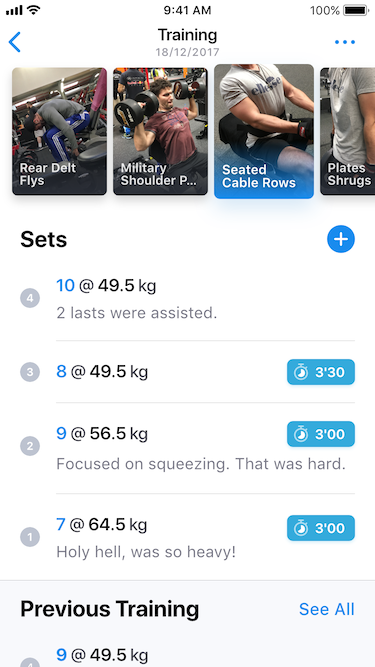 9:41 AM
100%
Training
18/12/2017
Rear Delt
Flys
Military
Shoulder P...
Seated
Cable Rows
Plates
Shrugs
Sets
4
10 @ 49.5 kg
2 lasts were assisted.
3
8 @ 49.5 kg
3'30
2
9 @ 56.5 kg
3'00
Focused on squeezing. That was hard.
1
7 @ 64.5 kg
3'00
Holy hell, was so heavy!
Previous Training
See All
9 @ 49.5 kg